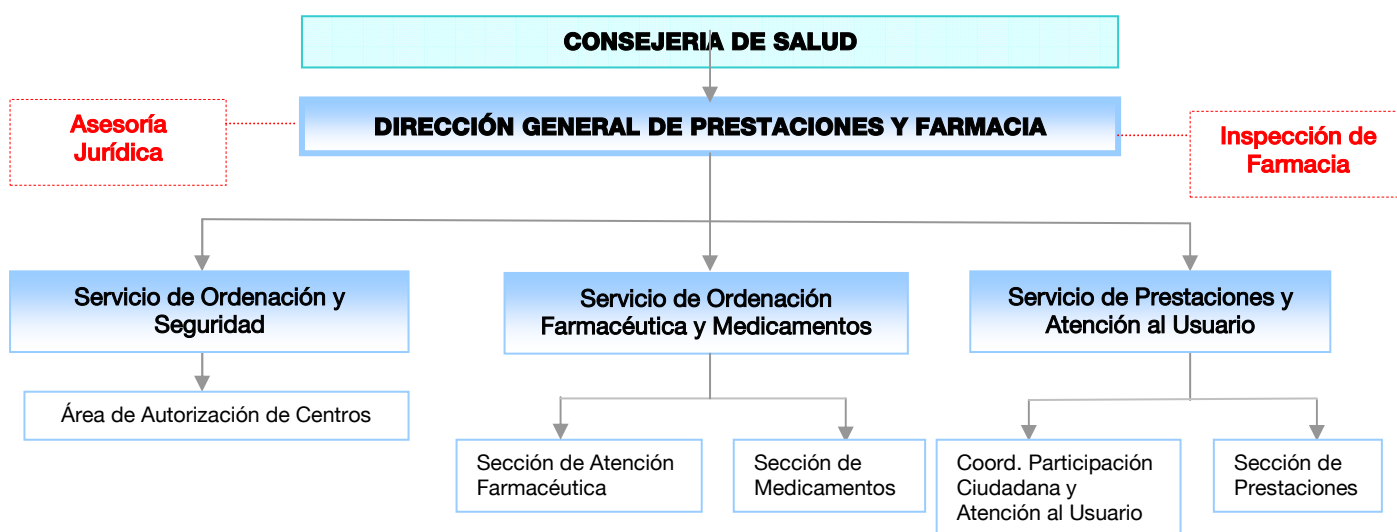 CONSEJERIA DE SALUD
Asesoría
Jurídica
DIRECCIÓN GENERAL DE PRESTACIONES Y FARMACIA
Inspección de
Farmacia
Servicio de Ordenación y
Seguridad
Servicio de Ordenación
Farmacéutica y Medicamentos
Servicio de Prestaciones y
Atención al Usuario
Área de Autorización de Centros
Sección de Atención
Farmacéutica
Sección de
Medicamentos
Coord. Participación
Ciudadana y
Atención al Usuario
Sección de
Prestaciones